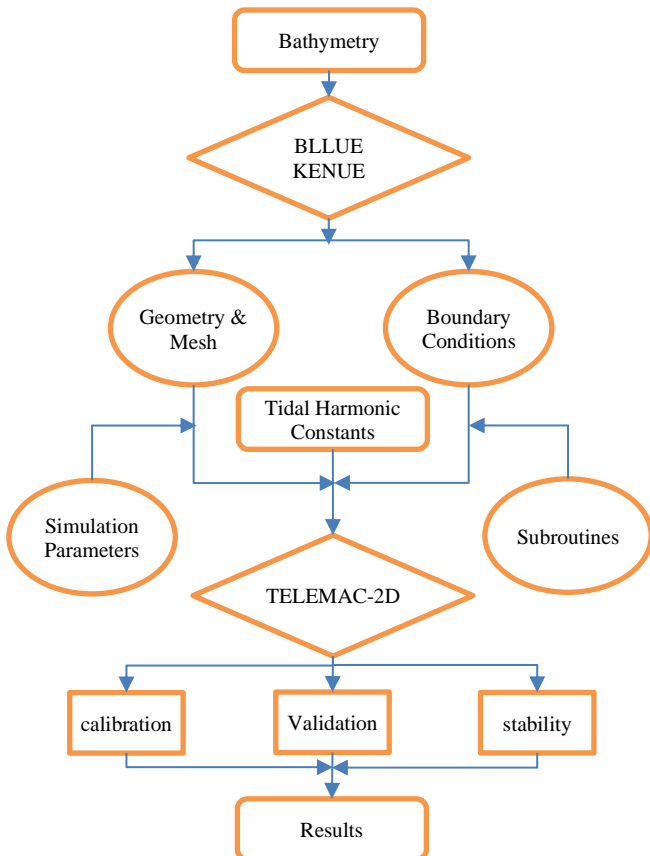 Bathymetry
BLLUE
KENUE
Geometry &
Mesh
Boundary
Conditions
Tidal Harmonic
Constants
Simulation
Parameters
Subroutines
TELEMAC-2D
calibration
Validation
stability
Results